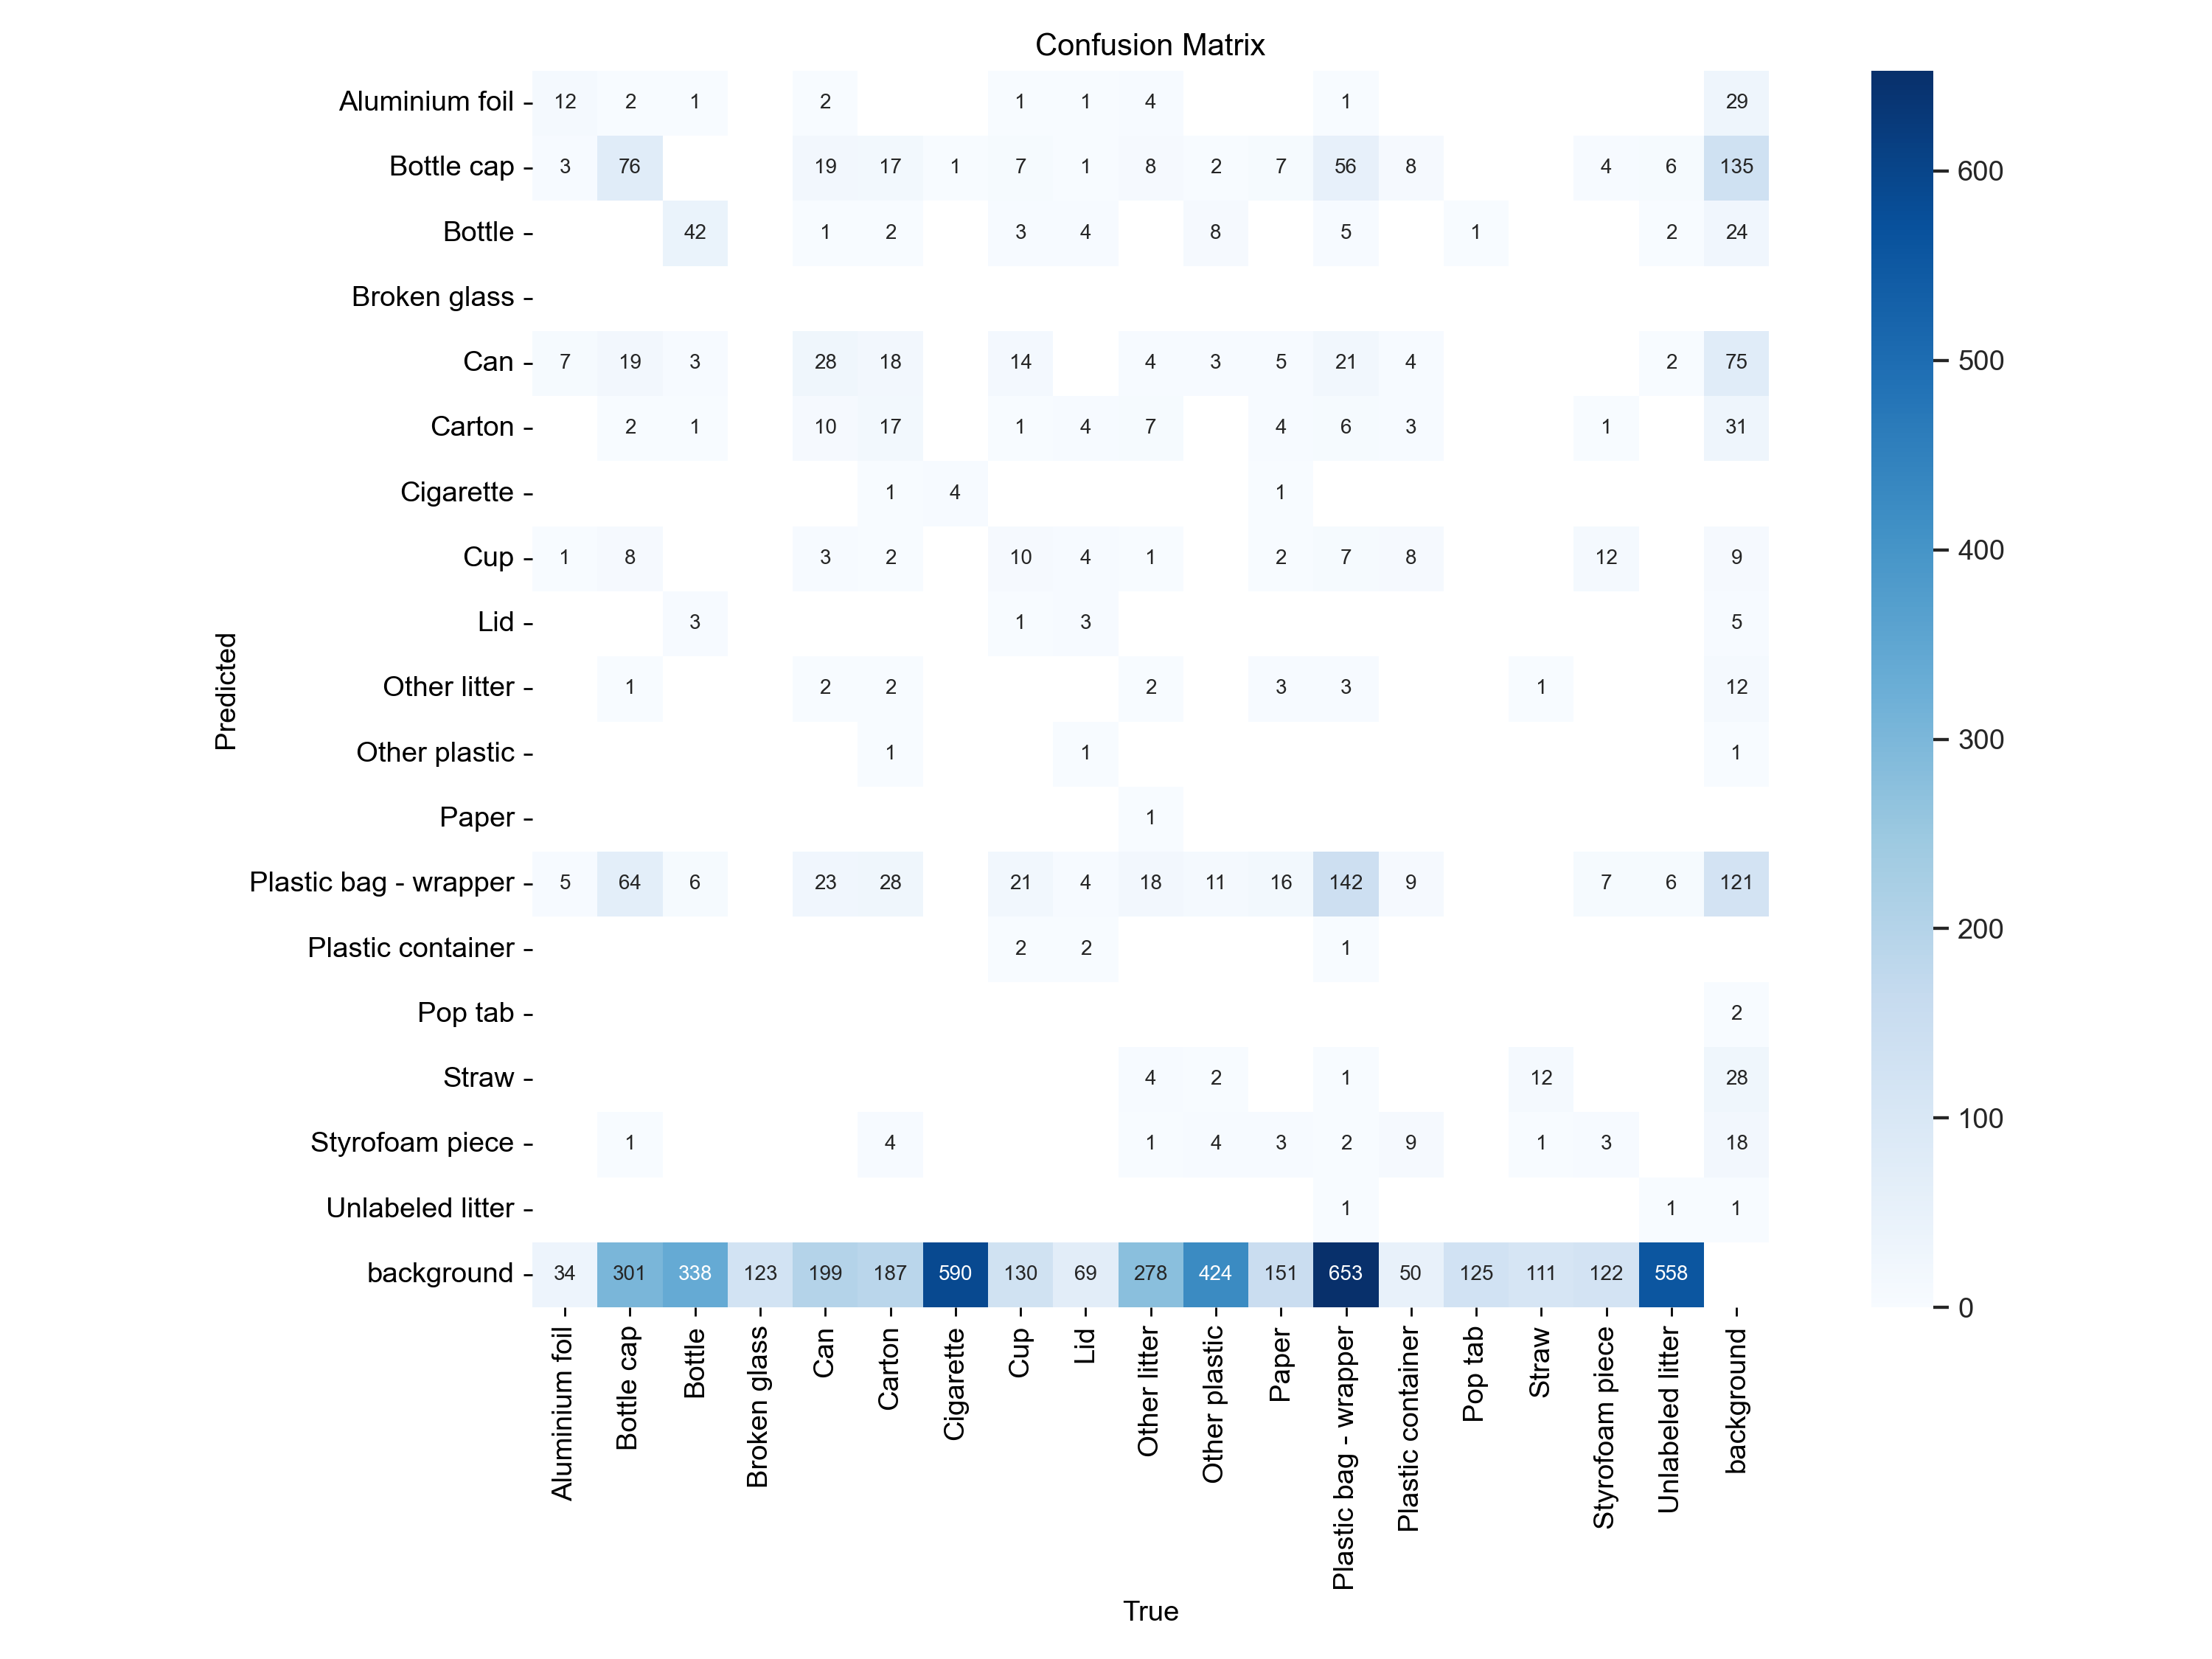 Confusion Matrix
Aluminium foil 12 2 1 2 1 1 4 1 29
Bottle cap 3 76 19 17 1 7 1 8 2 7 56 8 4 6 135 600
Bottle 42 1 2 3 4 8 5 1 2 24
Broken glass
500
Can 7 19 3 28 18 14 4 3 5 21 4 2 75
Carton 2 1 10 17 1 4 7 4 6 3 1 31
Cigarette 1 4 1
Cup 1 8 3 2 10 4 1 2 7 8 12 9 400
Lid 3 1 3 5
Predicted
Other litter 1 2 2 2 3 3 1 12
Other plastic 1 1 1 300
Paper 1
Plastic bag - wrapper 5 64 6 23 28 21 4 18 11 16 142 9 7 6 121
Plastic container 2 2 1 200
Pop tab 2
Straw 4 2 1 12 28
100
Styrofoam piece 1 4 1 4 3 2 9 1 3 18
Unlabeled litter 1 1 1
background 34 301 338 123 199 187 590 130 69 278 424 151 653 50 125 111 122 558
0
Aluminium foil
Bottle cap
Bottle
Broken glass
Can
Carton
Cigarette
Cup
Lid
Other litter
Other plastic
Paper
Plastic bag - wrapper
Plastic container
Pop tab
Straw
Styrofoam piece
Unlabeled litter
background
True